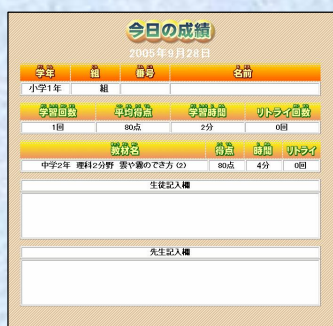 今日の成績
2005年9月28日
学年 組 番号 名前
小学1年 組
学習回数 平均得点 学習時間 リトライ回数
1回 80点 2分 0回
教材名 得点 時間 リトライ
中学2年 理科2分野 雲や霧のでき方 (2) 80点 4分 0回
生徒記入欄
先生記入欄